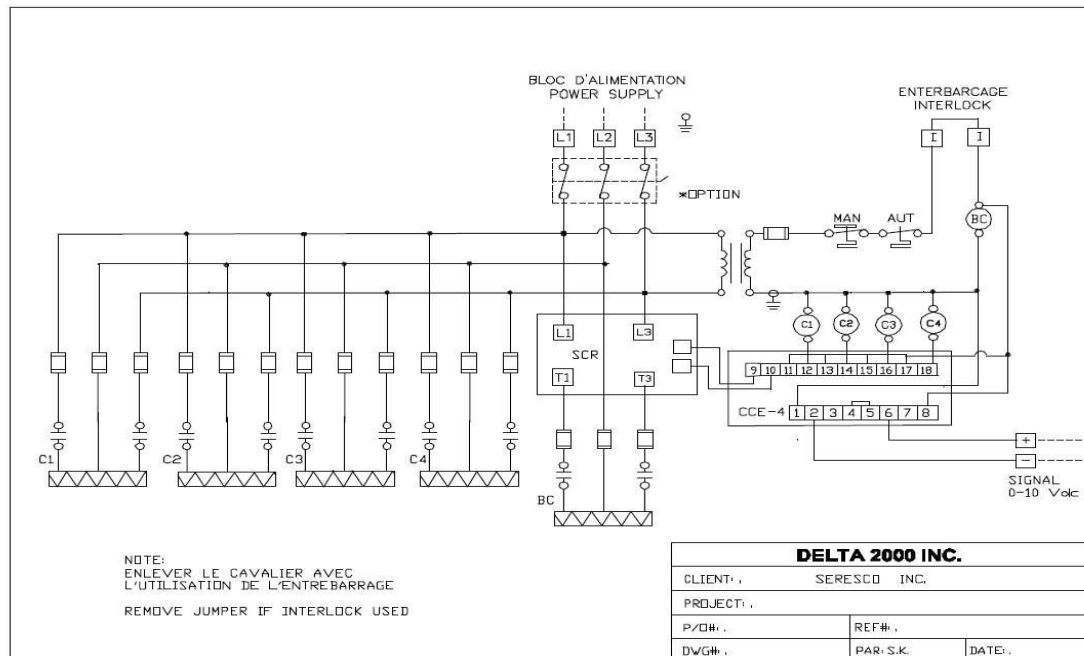 BLOC D'ALIMENTATION
POWER SUPPLY
ENTERBARCAGE
INTERLOCK
L1 L2 L3
I I
*OPTION
MAN AUT
BC
C1 C2 C3 C4
L1 L3
SCR
T1 T3
9 10 11 12 13 14 15 16 17 18
CCE-4 1 2 3 4 5 6 7 8
C1 C2 C3 C4
BC
+
-
SIGNAL
0-10 Vdc
NOTE:
ENLEVER LE CAVALIER AVEC
L'UTILISATION DE L'ENTREBARRAGE
REMOVE JUMPER IF INTERLOCK USED
DELTA 2000 INC.
CLIENT: . SERESCO INC.
PROJECT: .
P/O#: . REF#: .
DWG#: . PAR: S.K. DATE: .